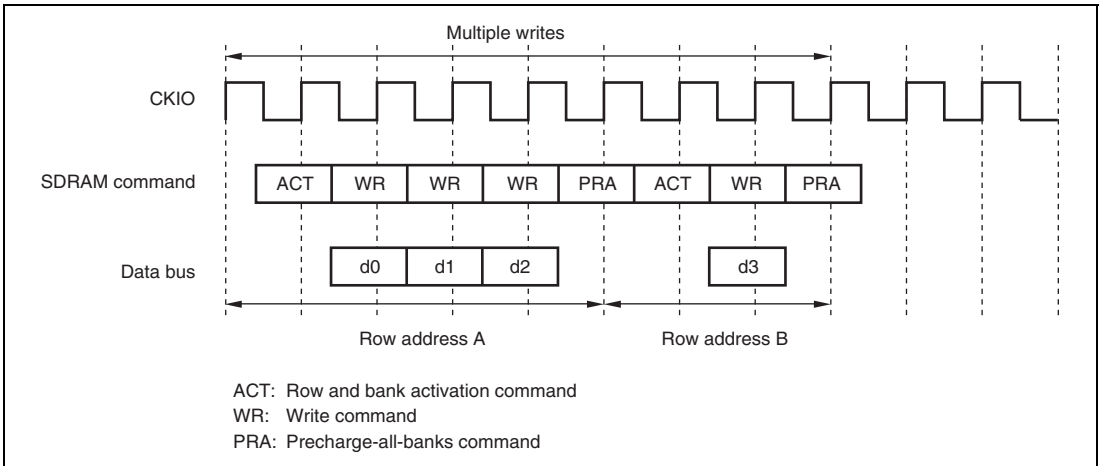 Multiple writes
CKIO
SDRAM command ACT WR WR WR PRA ACT WR PRA
Data bus d0 d1 d2 d3
Row address A Row address B
ACT: Row and bank activation command
WR: Write command
PRA: Precharge-all-banks command